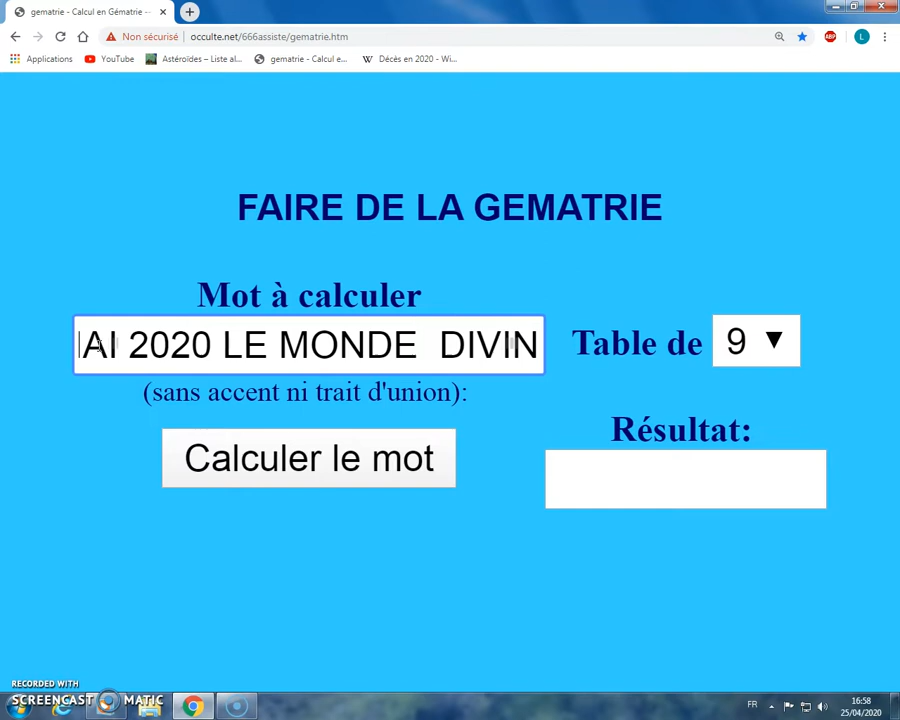 gematrie - Calcul en Gématrie --
Non sécurisé
occulte.net/666assiste/gematrie.htm
ABP
L
Applications
YouTube
Astéroïdes – Liste al...
gematrie - Calcul e...
W
Décès en 2020 - Wi...
FAIRE DE LA GEMATRIE
Mot à calculer
AI 2020 LE MONDE DIVIN
Table de
9
(sans accent ni trait d'union):
Résultat:
Calculer le mot
RECORDED WITH
SCREENCAST MATIC
FR
16:58
25/04/2020